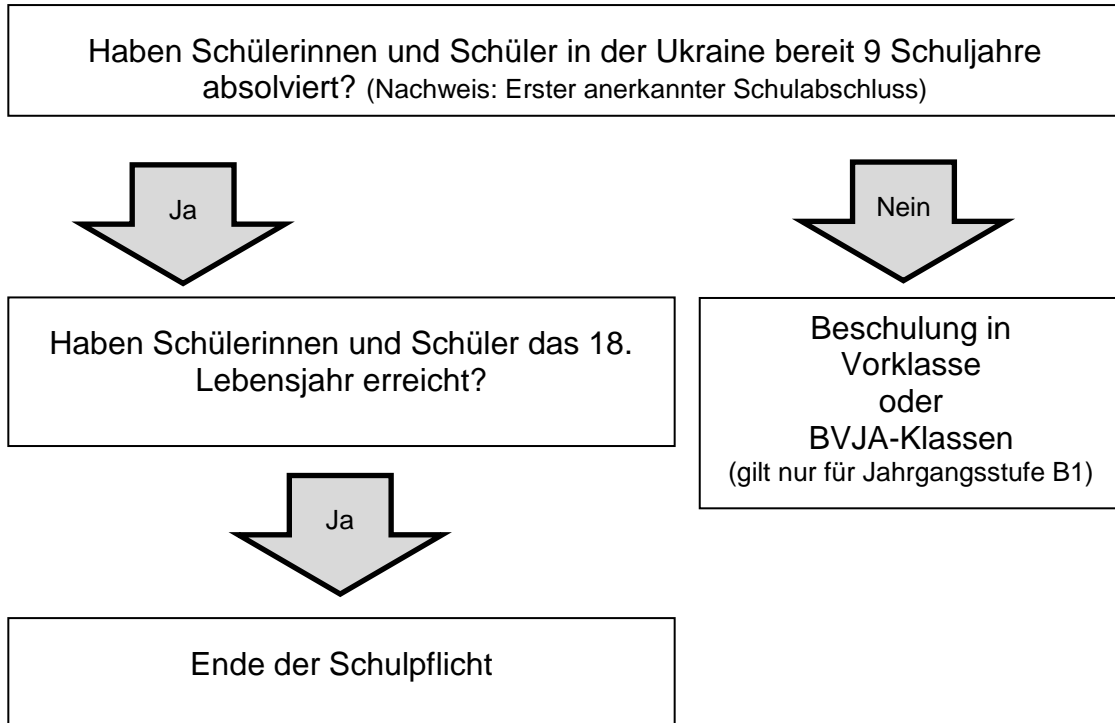 Haben Schülerinnen und Schüler in der Ukraine bereit 9 Schuljahre
absolviert? (Nachweis: Erster anerkannter Schulabschluss)
Ja
Nein
Haben Schülerinnen und Schüler das 18.
Lebensjahr erreicht?
Beschulung in
Vorklasse
oder
BVJA-Klassen
(gilt nur für Jahrgangsstufe B1)
Ja
Ende der Schulpflicht